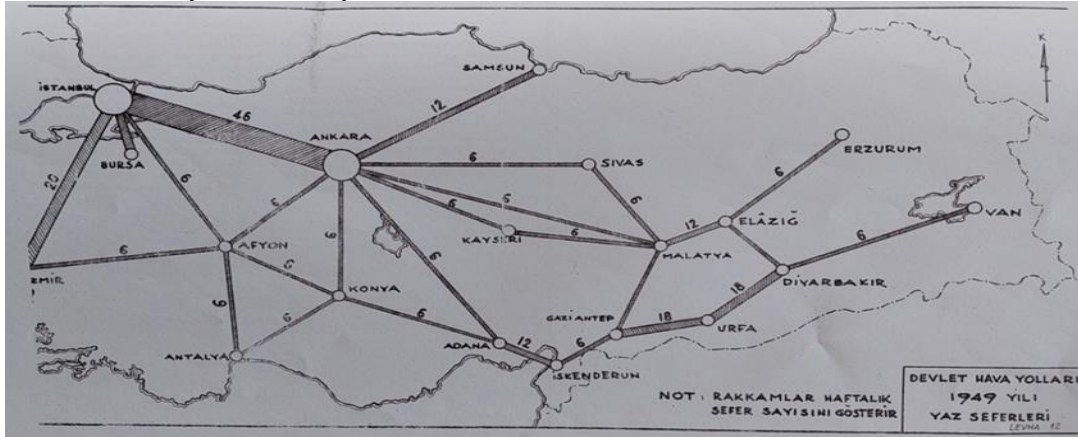 K
SAMSUN
İSTANBUL
46
12
ANKARA
BURSA
6
SİVAS
ERZURUM
20
6
6
6
6
6
6
12
ELÂZIĞ
VAN
KAYSERİ
6
6
6
AFYON
6
MALATYA
6
DİYARBAKIR
ZMİR
6
6
KONYA
18
6
6
GAZİANTEP
18
URFA
ANTALYA
ADANA
12
6
İSKENDERUN
NOT: RAKKAMLAR HAFTALIK
SEFER SAYISINI GÖSTERİR
DEVLET HAVA YOLLARI
1949 YILI
YAZ SEFERLERİ
LEVHA 12